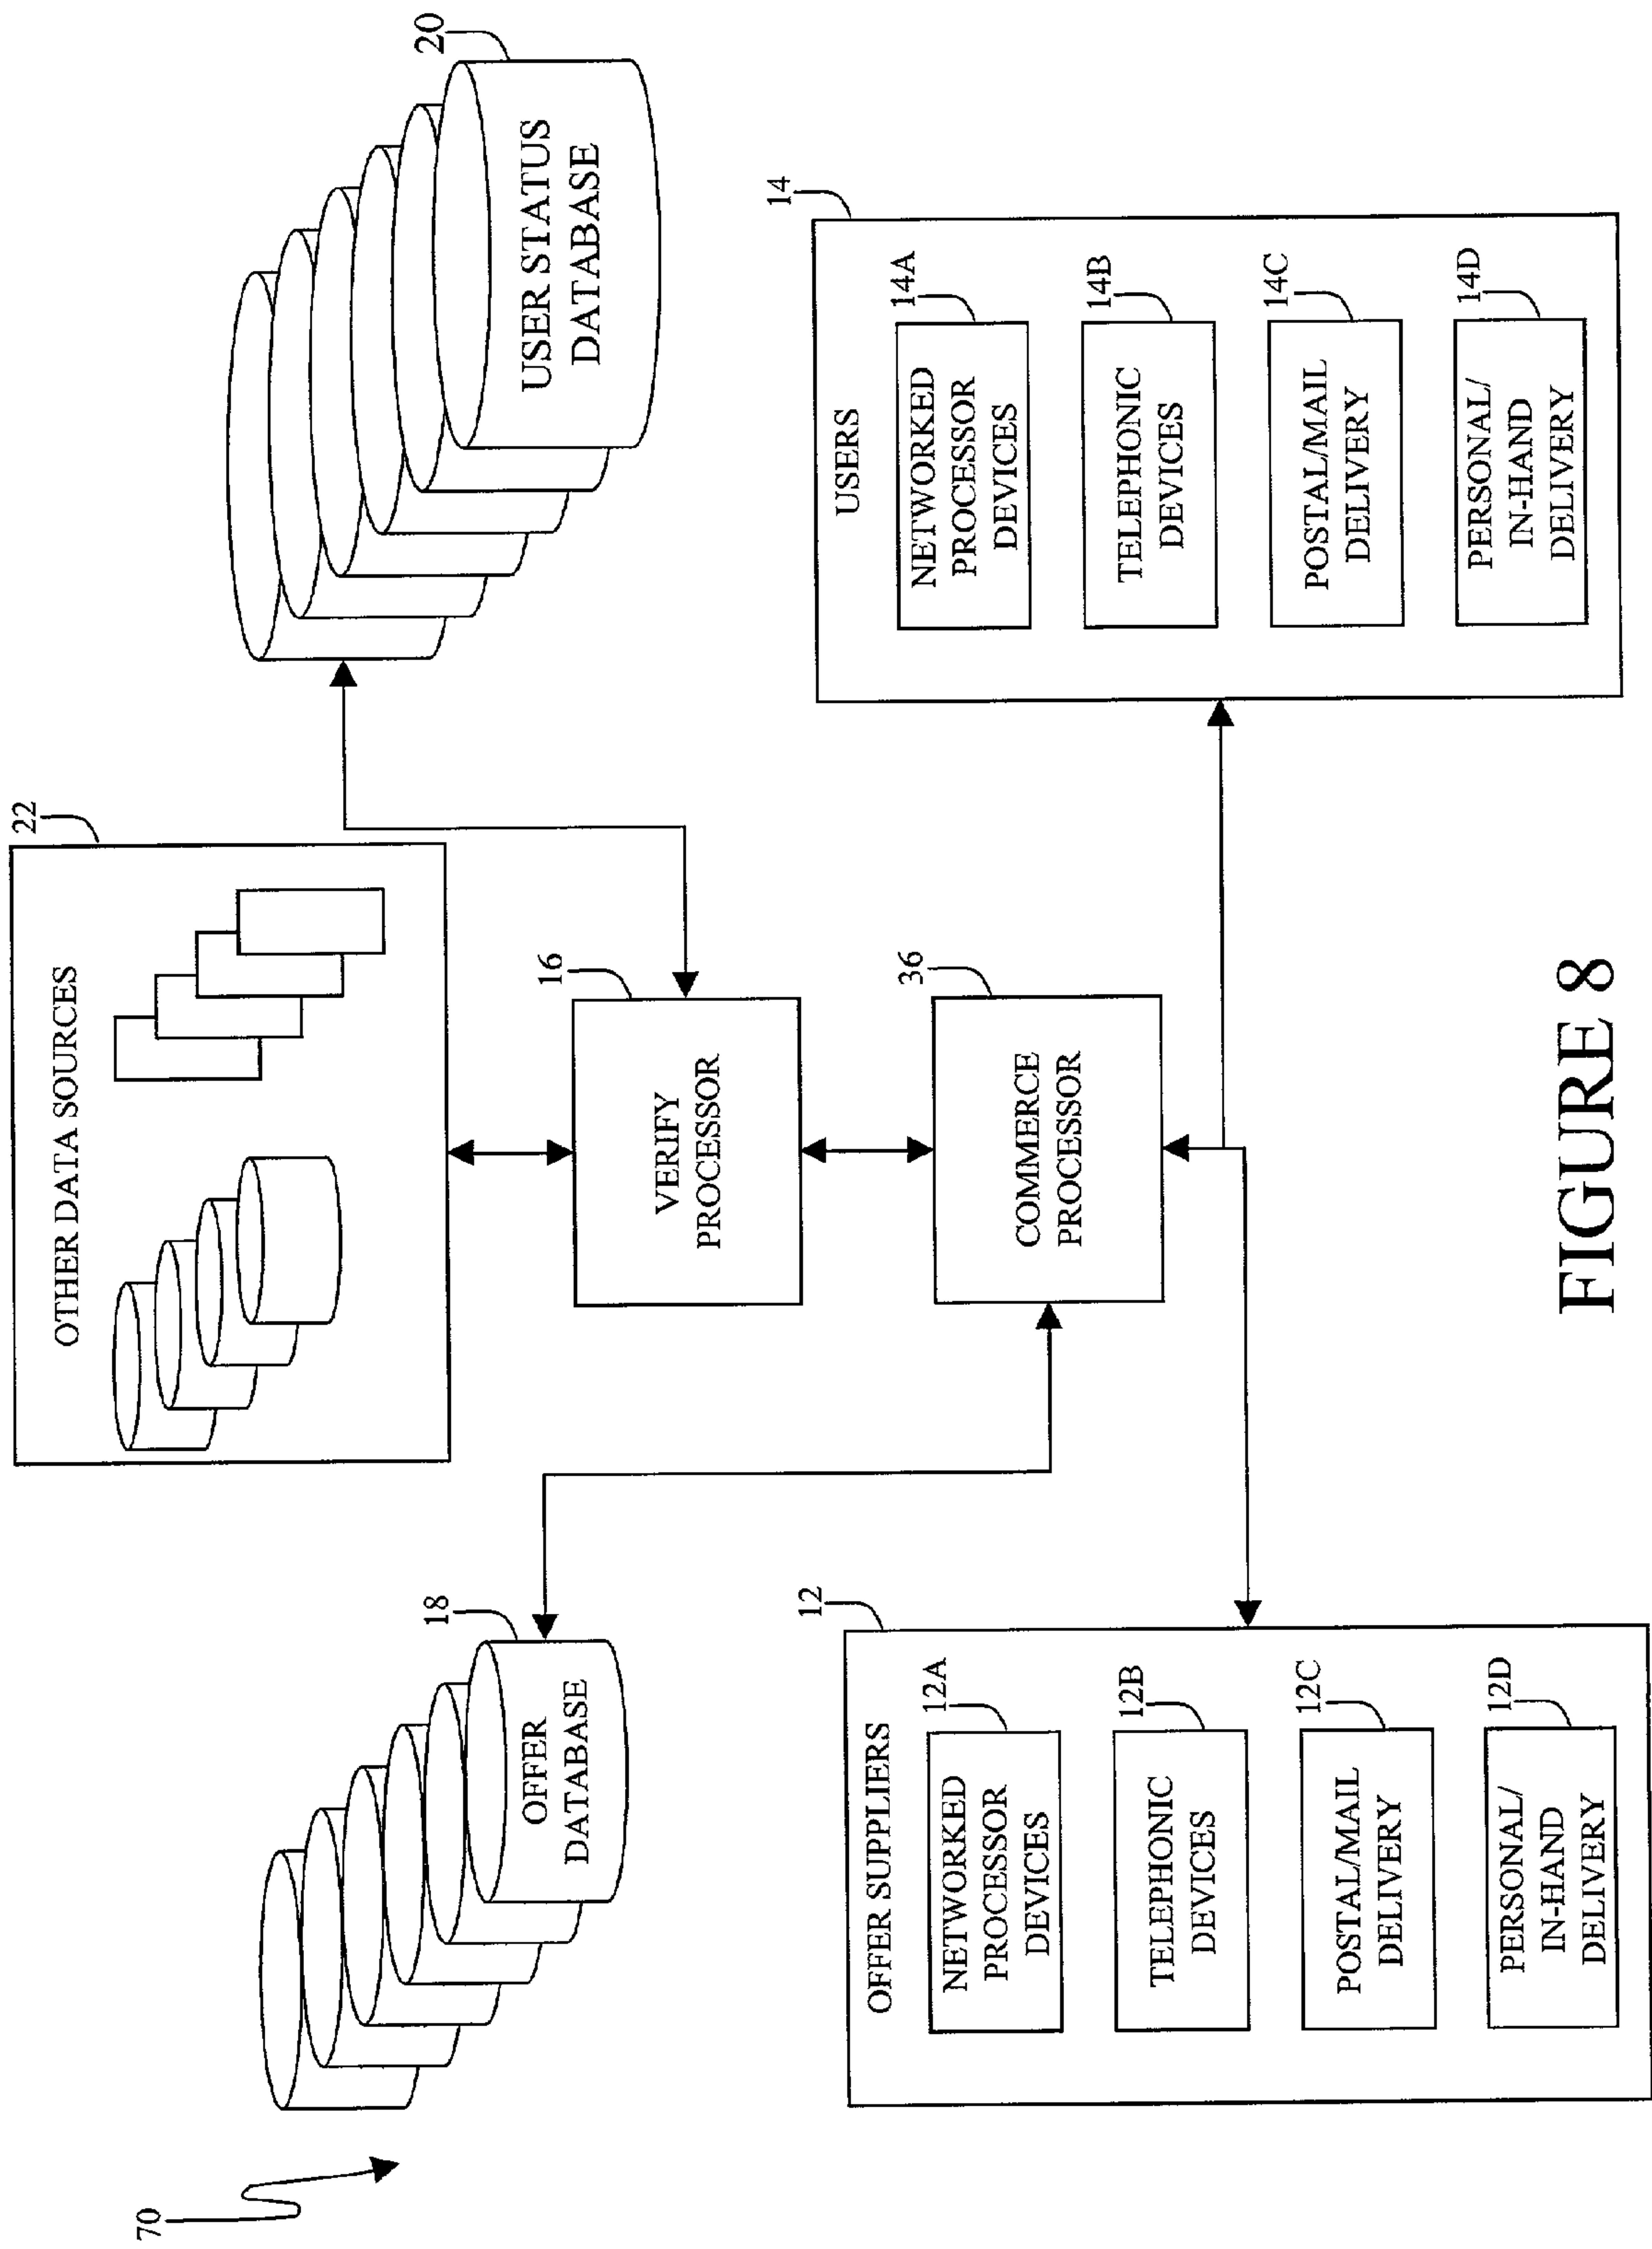 22
OTHER DATA SOURCES
20
USER STATUS
DATABASE
18
OFFER
DATABASE
16
VERIFY
PROCESSOR
36
COMMERCE
PROCESSOR
70
12
OFFER SUPPLIERS
12A
NETWORKED
PROCESSOR
DEVICES
12B
TELEPHONIC
DEVICES
12C
POSTAL/MAIL
DELIVERY
12D
PERSONAL/
IN-HAND
DELIVERY
14
USERS
14A
NETWORKED
PROCESSOR
DEVICES
14B
TELEPHONIC
DEVICES
14C
POSTAL/MAIL
DELIVERY
14D
PERSONAL/
IN-HAND
DELIVERY
FIGURE 8